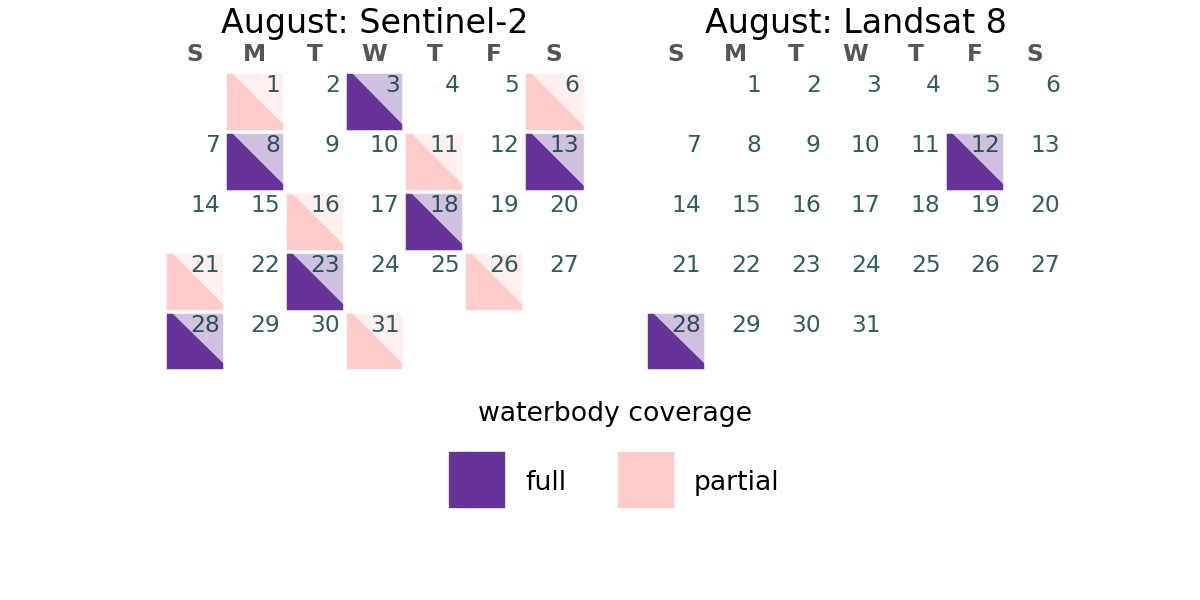 August: Sentinel-2
S M T W T F S
1 2 3 4 5 6
7 8 9 10 11 12 13
14 15 16 17 18 19 20
21 22 23 24 25 26 27
28 29 30 31
August: Landsat 8
S M T W T F S
1 2 3 4 5 6
7 8 9 10 11 12 13
14 15 16 17 18 19 20
21 22 23 24 25 26 27
28 29 30 31
waterbody coverage
full partial